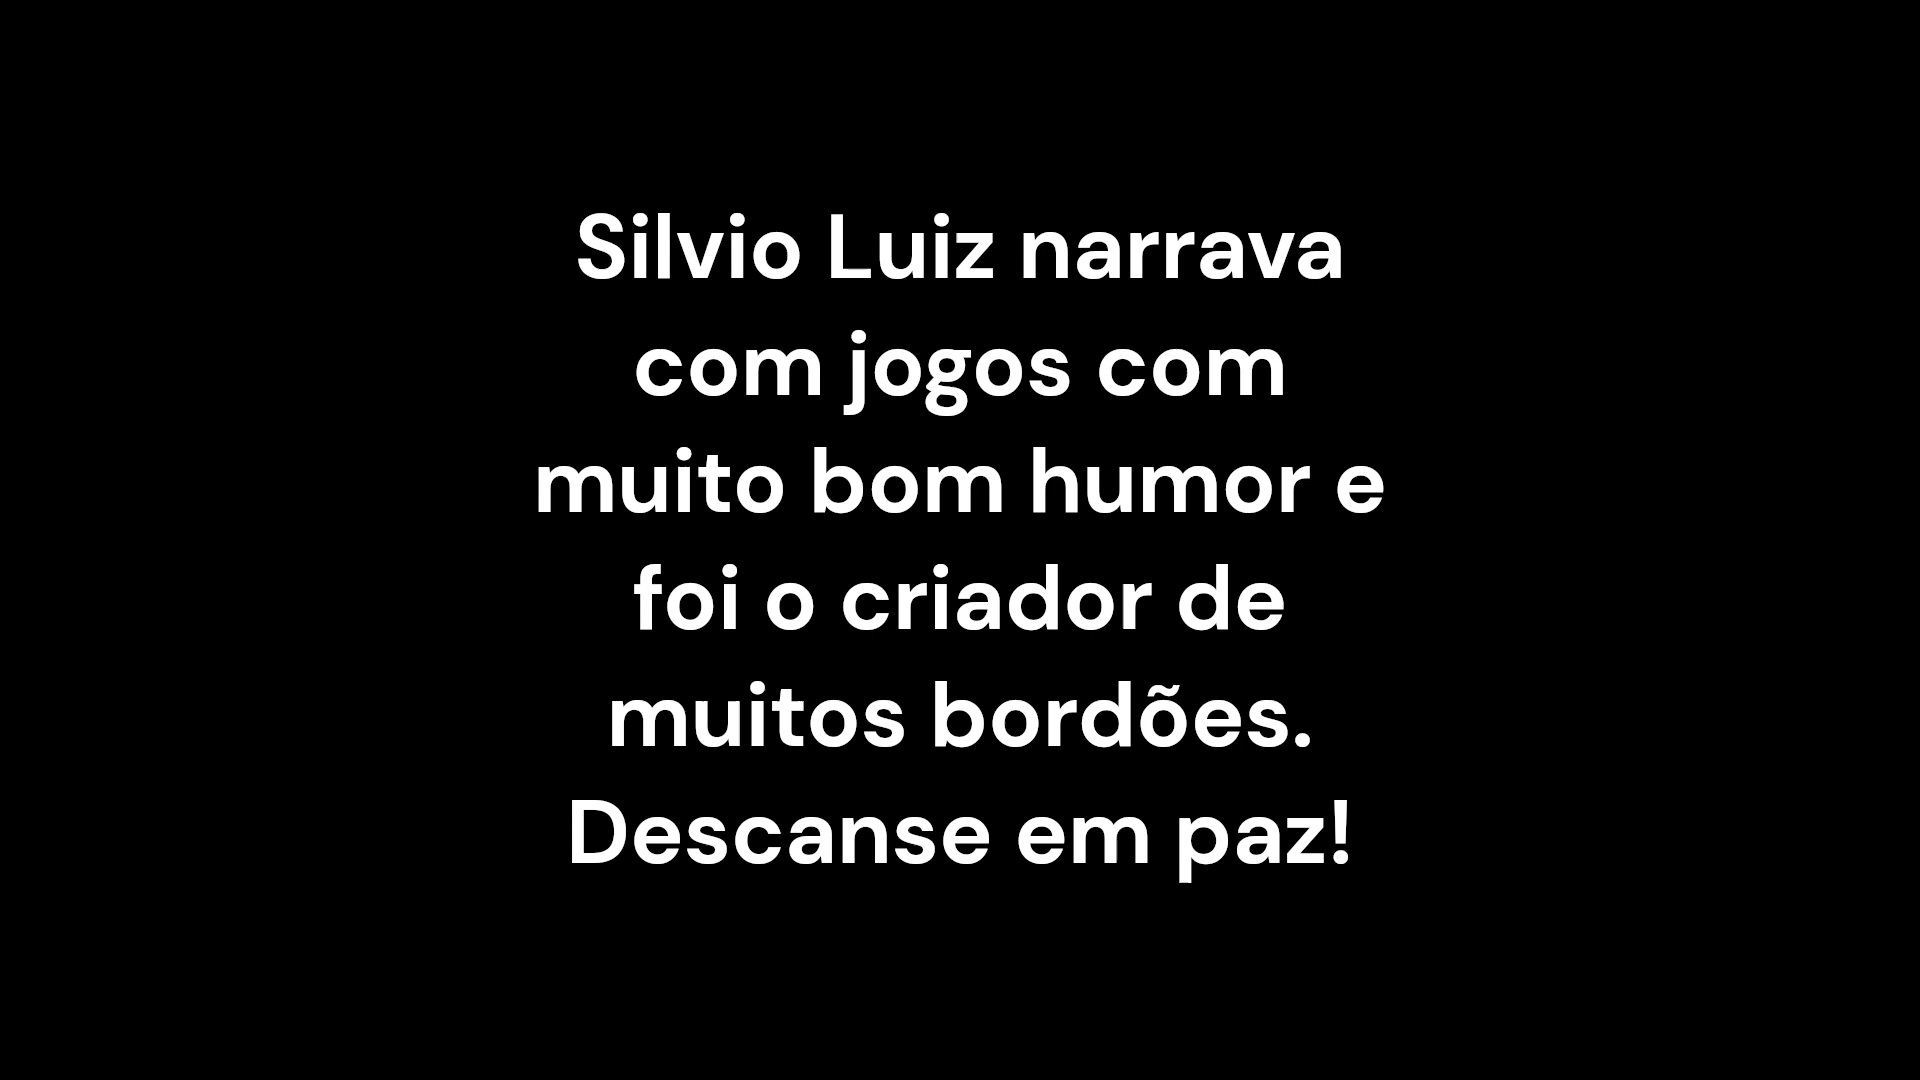 Silvio Luiz narrava
com jogos com
muito bom humor e
foi o criador de
muitos bordões.
Descanse em paz!